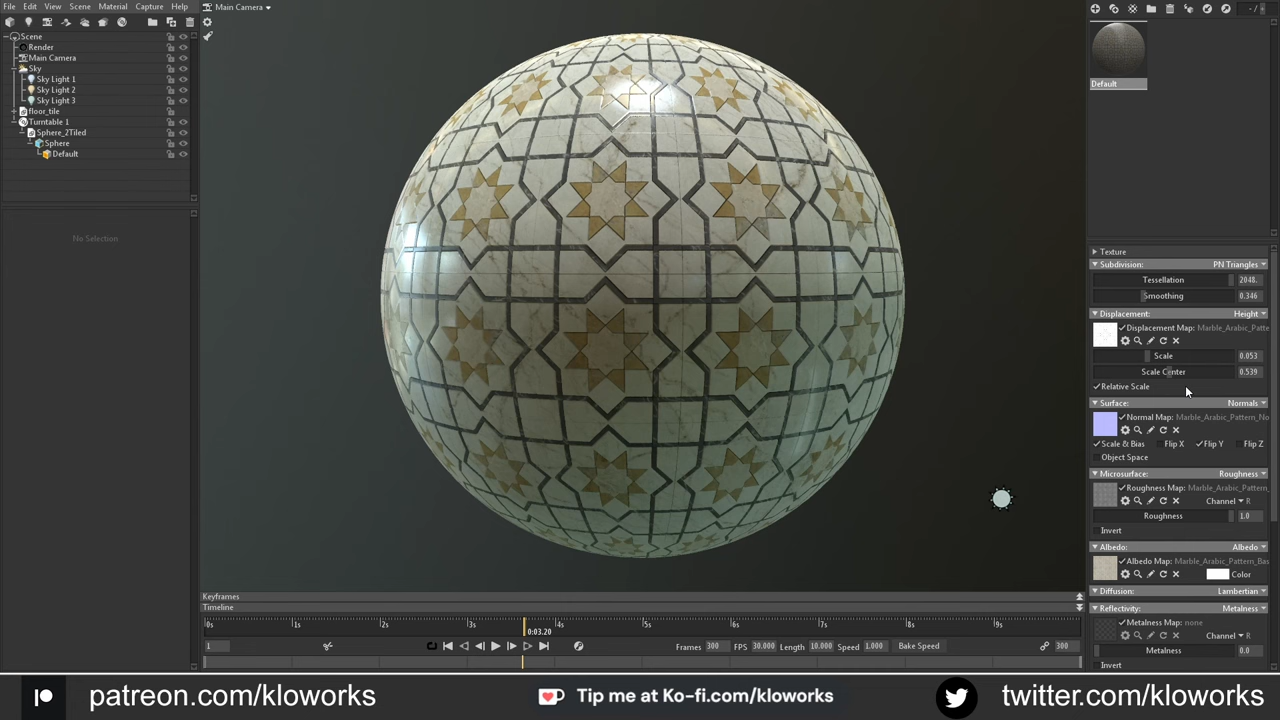 File Edit View Scene Material Capture Help
Main Camera
Scene
Render
Main Camera
Sky
Sky Light 1
Sky Light 2
Sky Light 3
floor_tile
Turntable 1
Sphere_2Tiled
Sphere
Default
No Selection
Default
Texture
Subdivision: PN Triangles
Tessellation 2048.
Smoothing 0.346
Displacement: Height
Displacement Map: Marble_Arabic_Patte
Scale 0.053
Scale Center 0.539
Relative Scale
Surface: Normals
Normal Map: Marble_Arabic_Pattern_No
Scale & Bias Flip X Flip Y Flip Z
Object Space
Microsurface: Roughness
Roughness Map: Marble_Arabic_Pattern_
Channel R
Roughness 1.0
Invert
Albedo: Albedo
Albedo Map: Marble_Arabic_Pattern_Bas
Color
Diffusion: Lambertian
Reflectivity: Metalness
Metalness Map: none
Channel R
Metalness 0.0
Invert
Keyframes
Timeline
0s 1s 2s 3s 4s 5s 6s 7s 8s 9s
0:03.20
1 Frames 300 FPS 30.000 Length 10.000 Speed 1.000 Bake Speed 300
patreon.com/kloworks
Tip me at Ko-fi.com/kloworks
twitter.com/kloworks